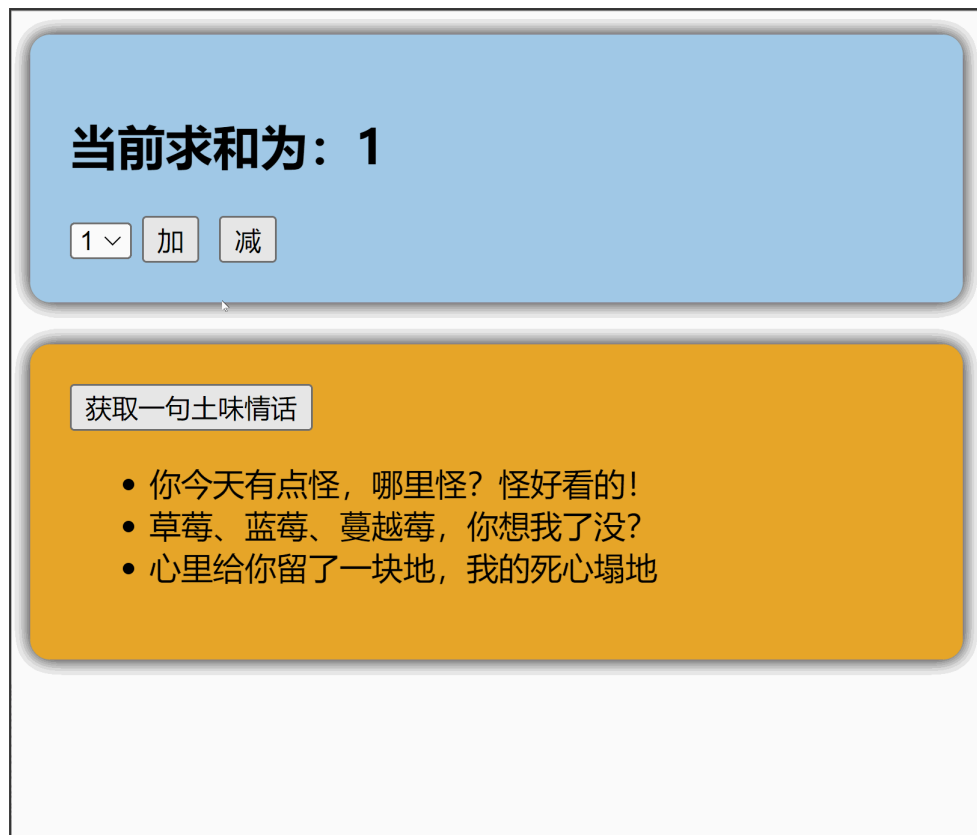 当前求和为：1
1 加 减
获取一句土味情话
你今天有点怪，哪里怪？怪好看的！
草莓、蓝莓、蔓越莓，你想我了没？
心里给你留了一块地，我的死心塌地